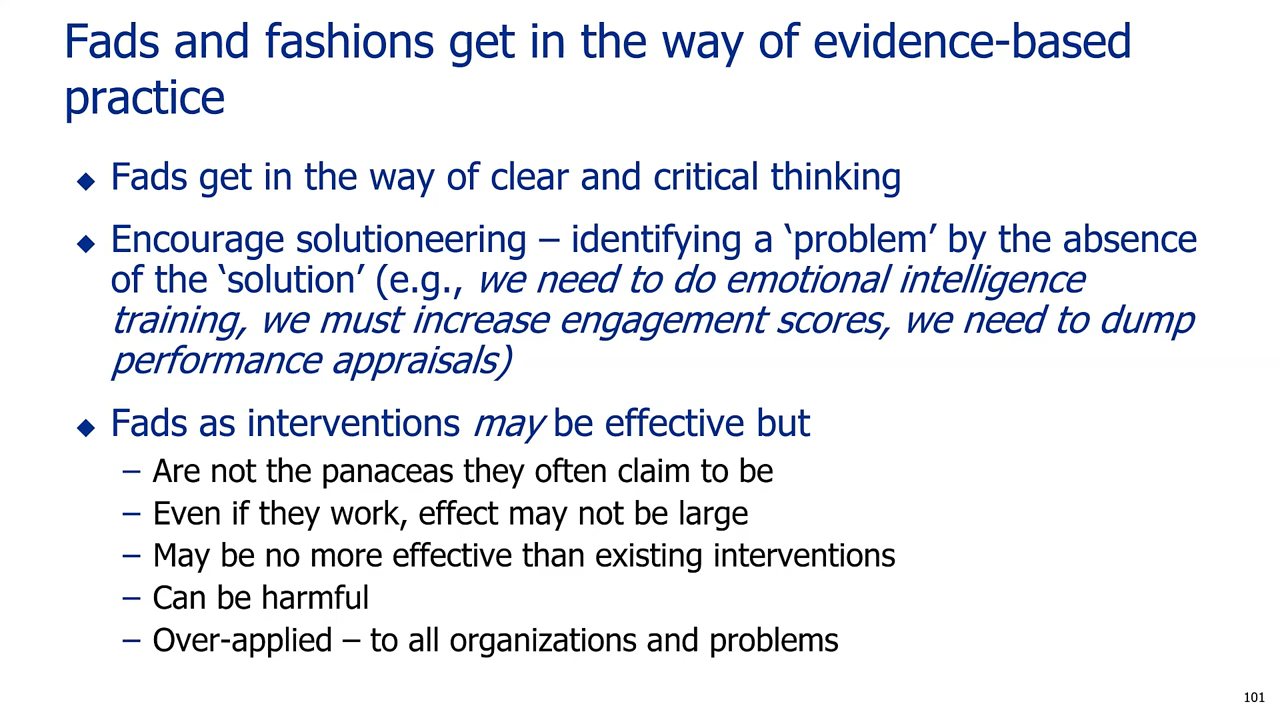 Fads and fashions get in the way of evidence-based
practice
◆ Fads get in the way of clear and critical thinking
◆ Encourage solutioneering – identifying a ‘problem’ by the absence
of the ‘solution’ (e.g., we need to do emotional intelligence
training, we must increase engagement scores, we need to dump
performance appraisals)
◆ Fads as interventions may be effective but
– Are not the panaceas they often claim to be
– Even if they work, effect may not be large
– May be no more effective than existing interventions
– Can be harmful
– Over-applied – to all organizations and problems
101